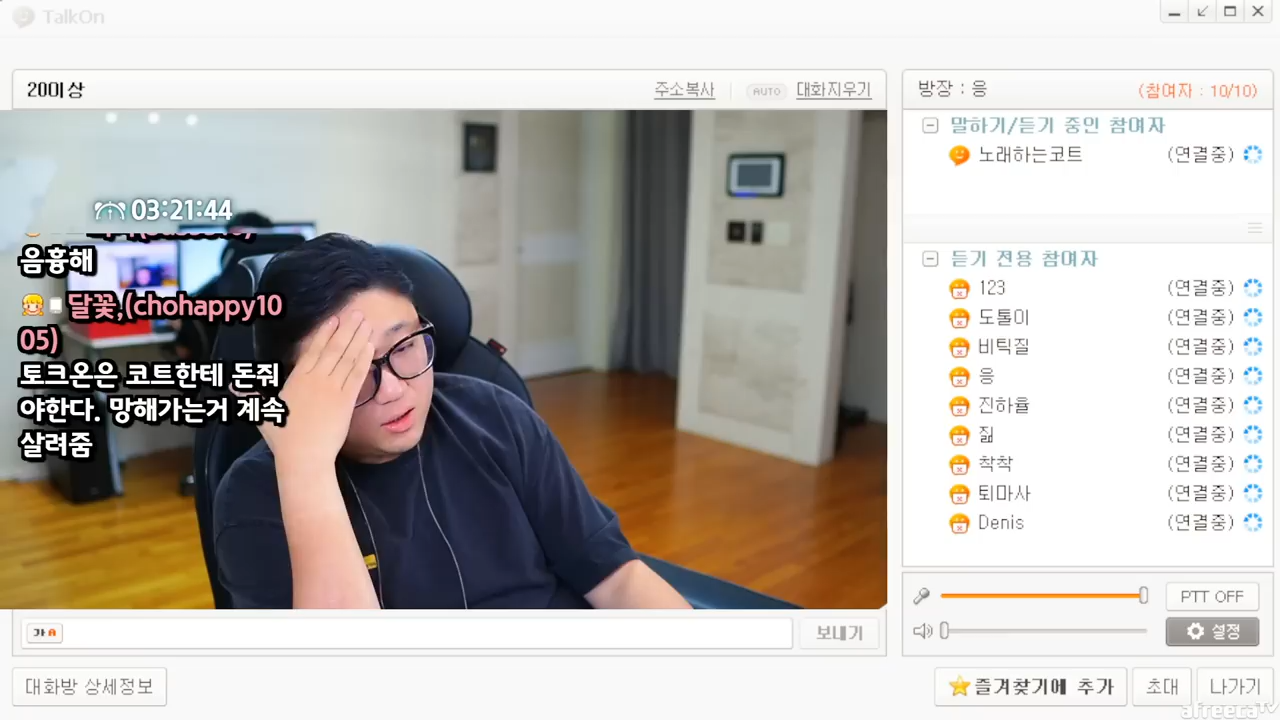 TalkOn
20이상
주소복사
AUTO
대화지우기
03:21:44
음흉해
달꽃,(chohappy10
05)
토크온은 코트한테 돈줘
야한다. 망해가는거 계속
살려줌
가A
보내기
대화방 상세정보
방장 : 응
(참여자 : 10/10)
말하기/듣기 중인 참여자
노래하는코트 (연결중)
듣기 전용 참여자
123 (연결중)
도톨이 (연결중)
비틱질 (연결중)
응 (연결중)
진하율 (연결중)
짊 (연결중)
착착 (연결중)
퇴마사 (연결중)
Denis (연결중)
PTT OFF
설정
즐겨찾기에 추가
초대
나가기
afreecaTV